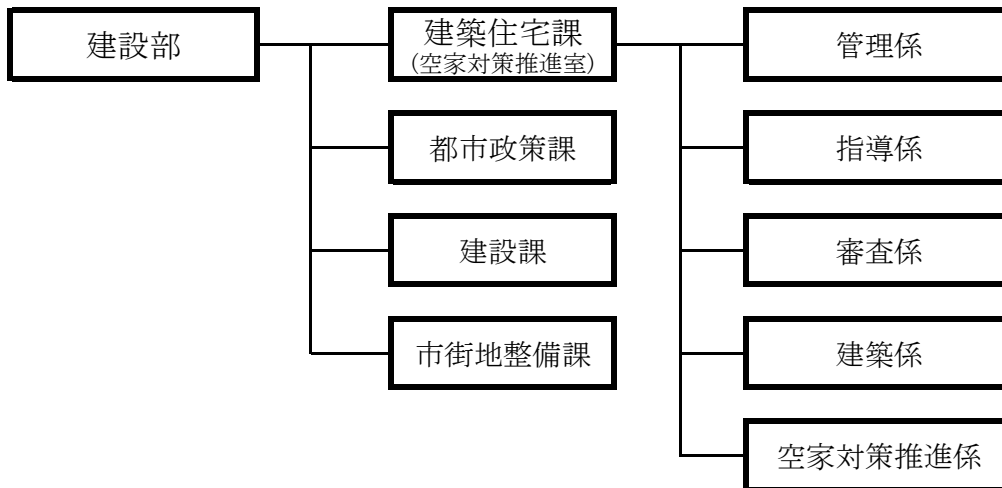 建設部
建築住宅課
(空家対策推進室)
管理係
都市政策課
指導係
建設課
審査係
市街地整備課
建築係
空家対策推進係